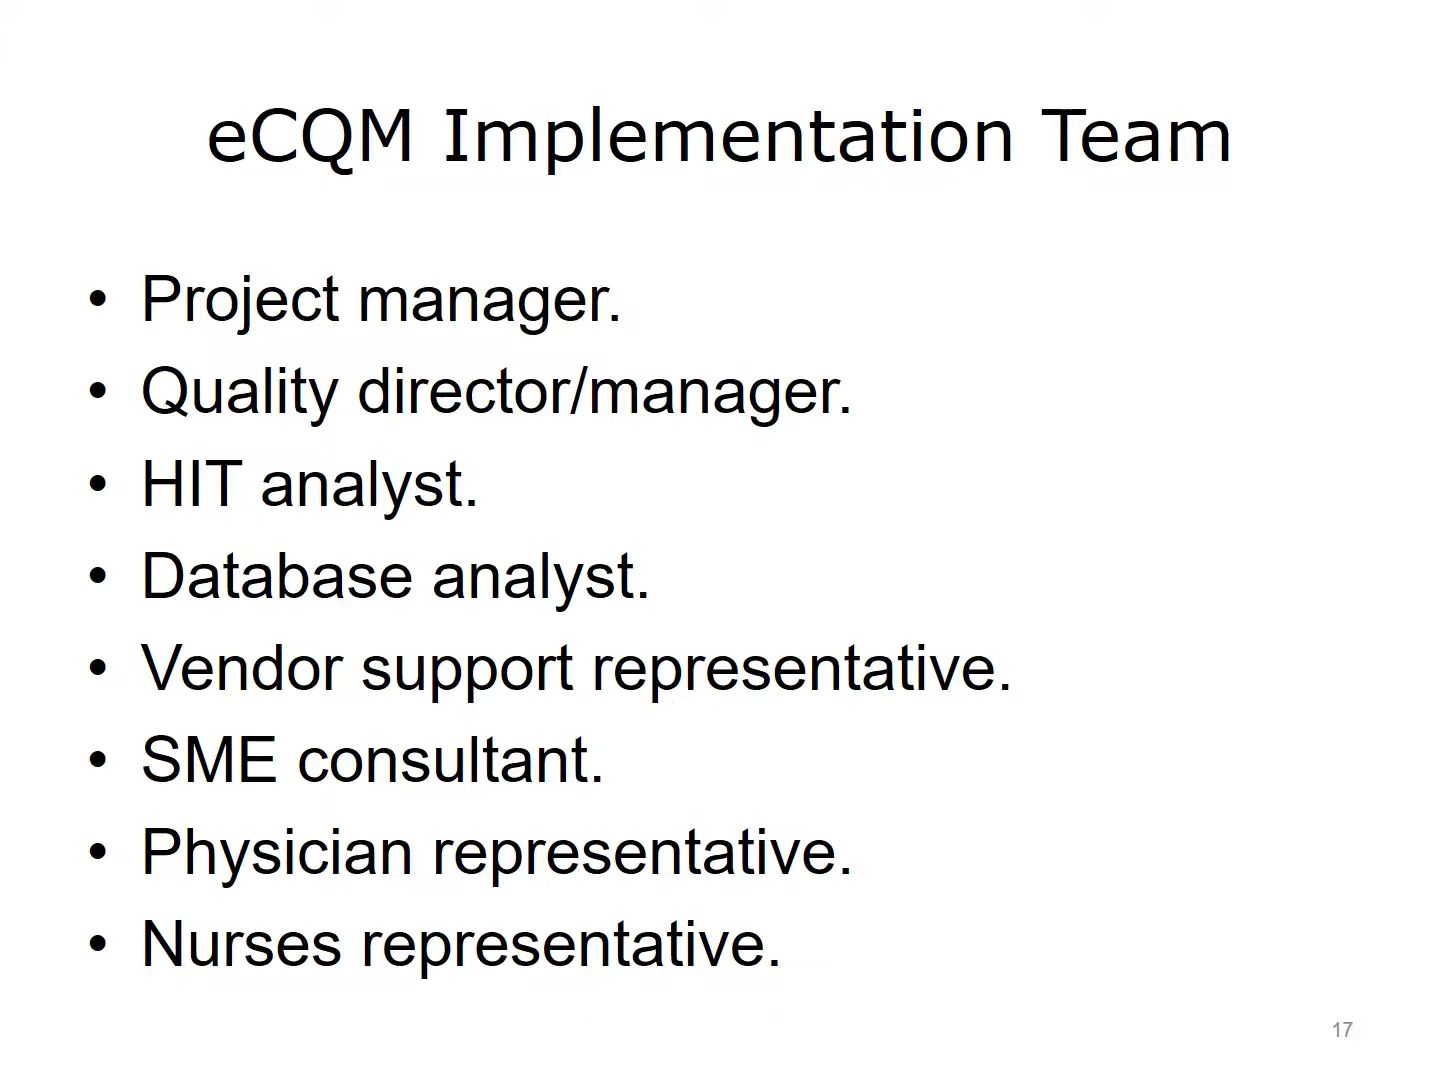 eCQM Implementation Team
• Project manager.
• Quality director/manager.
• HIT analyst.
• Database analyst.
• Vendor support representative.
• SME consultant.
• Physician representative.
• Nurses representative.
17